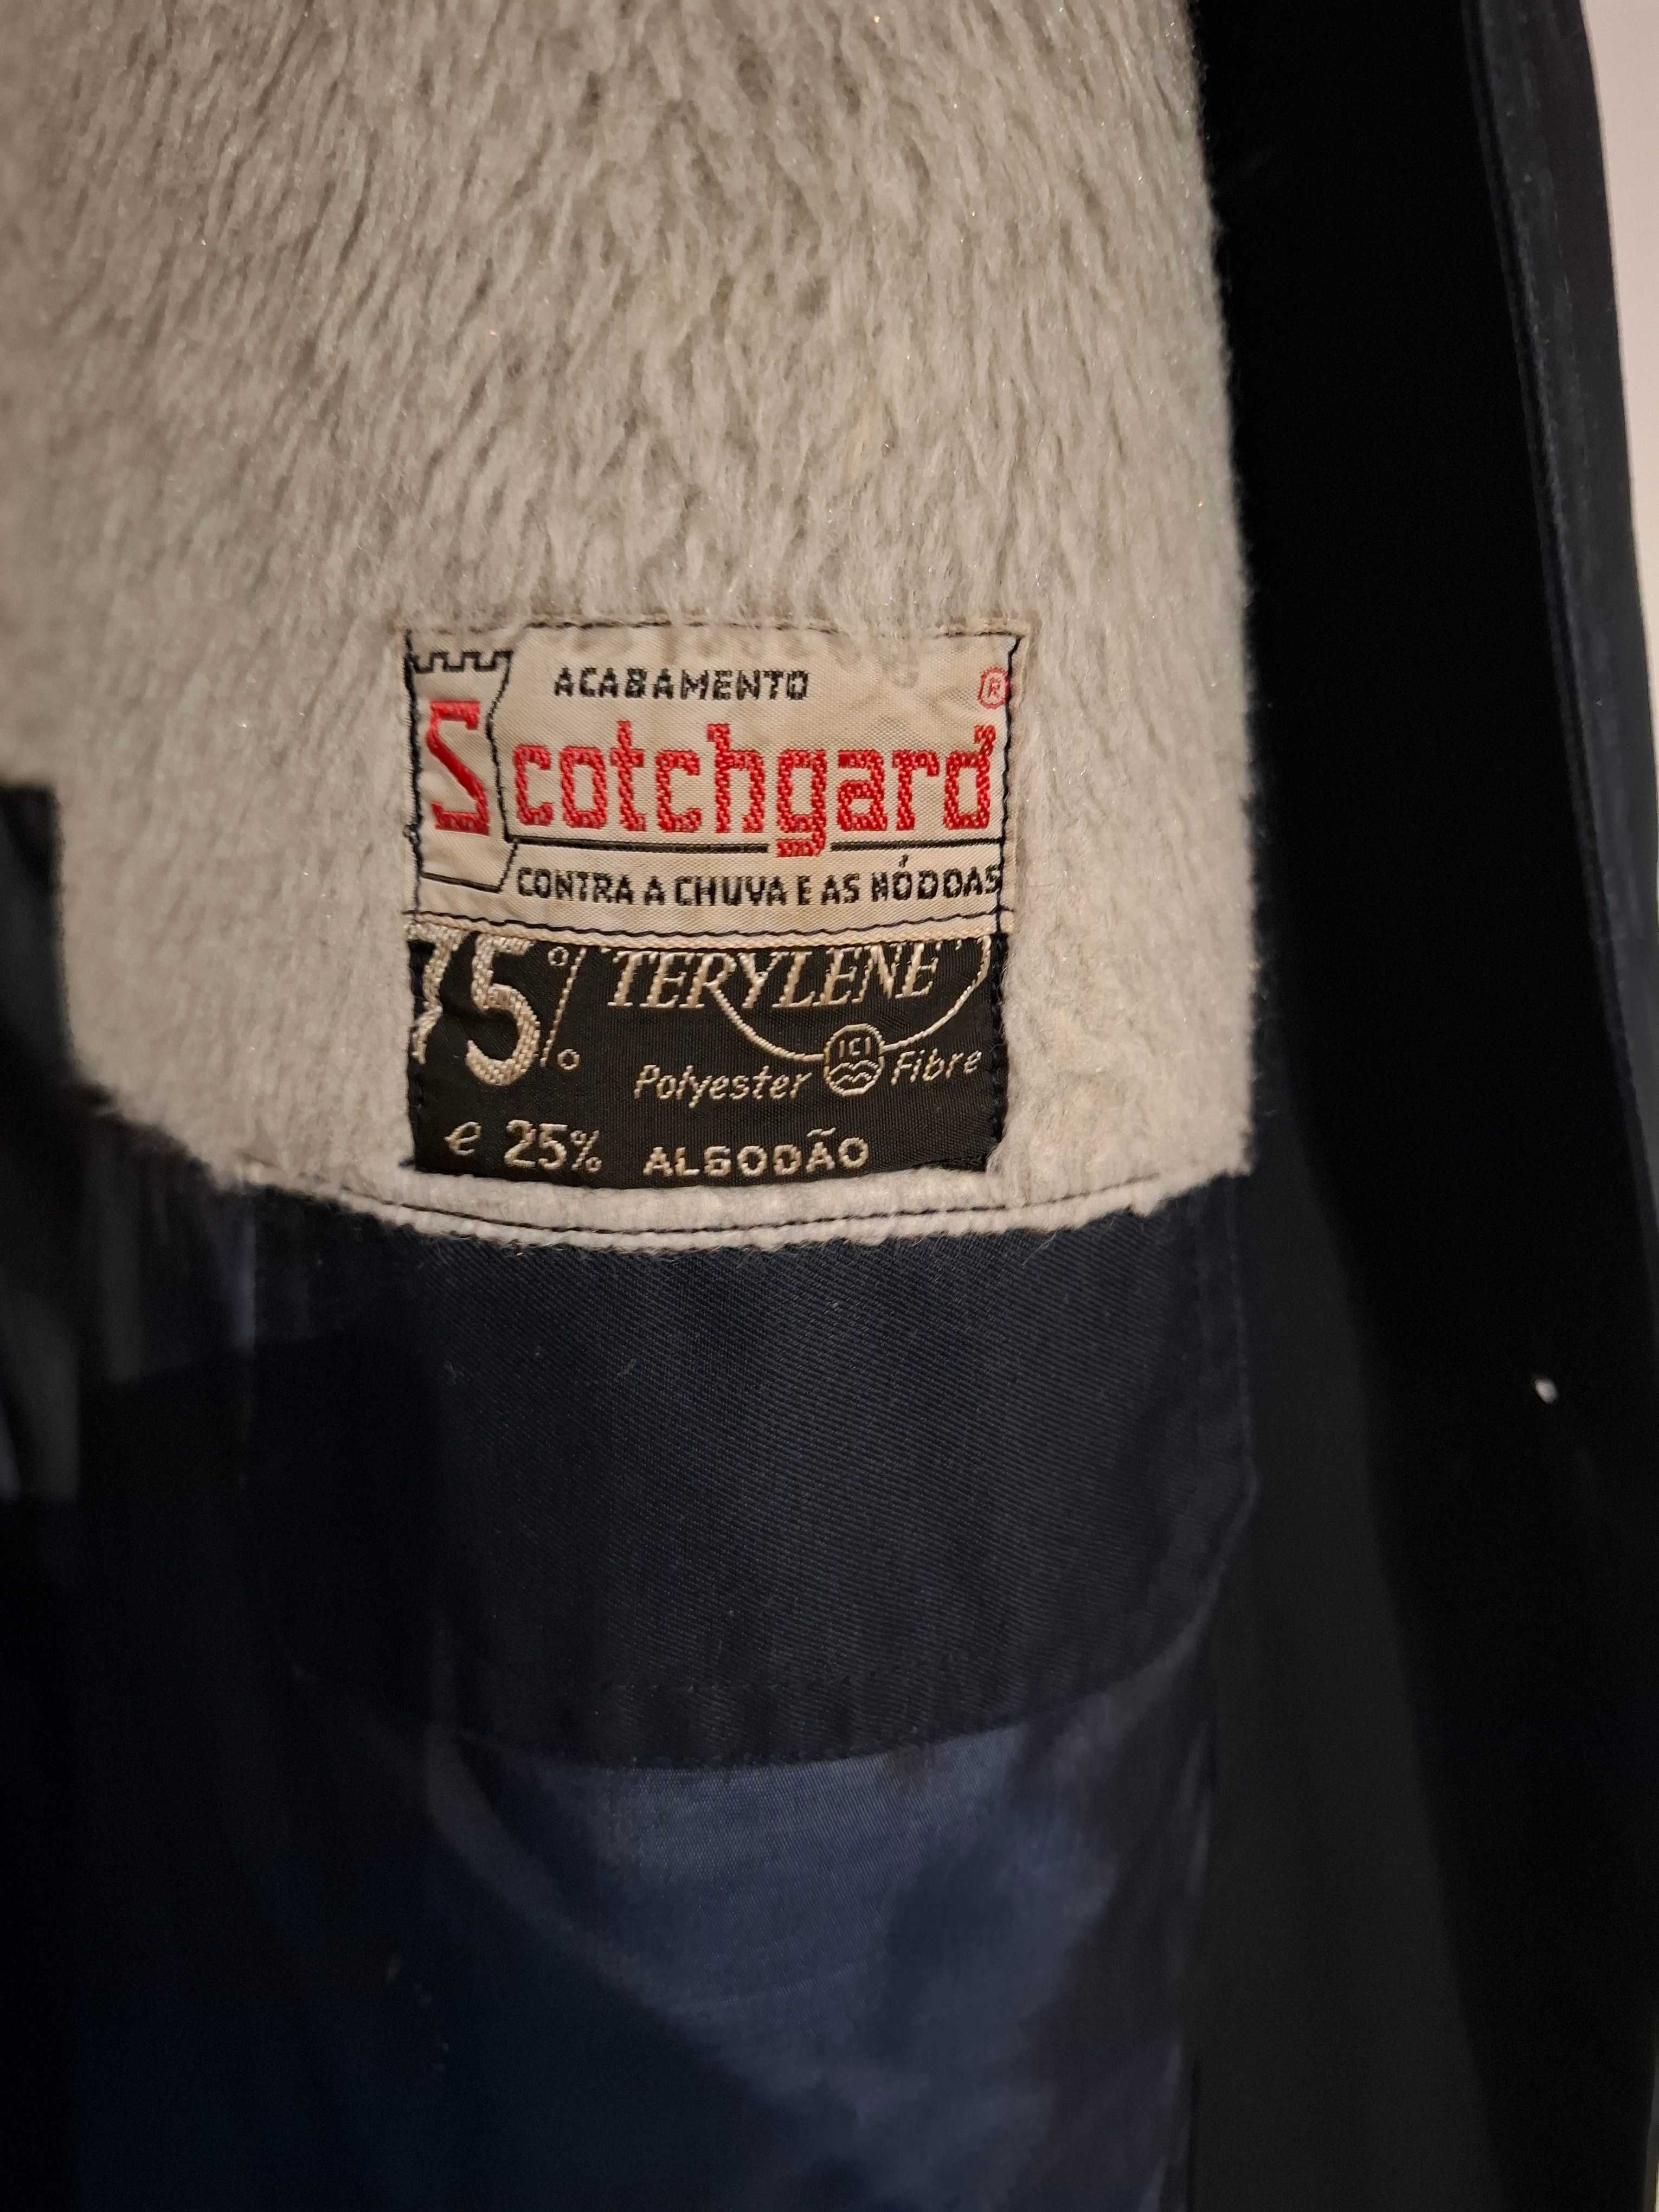 ACABAMENTO
Scotchgard ®
CONTRA A CHUVA E AS NÓDOAS
75% TERYLENE
Polyester ICI Fibre
e 25% ALGODÃO